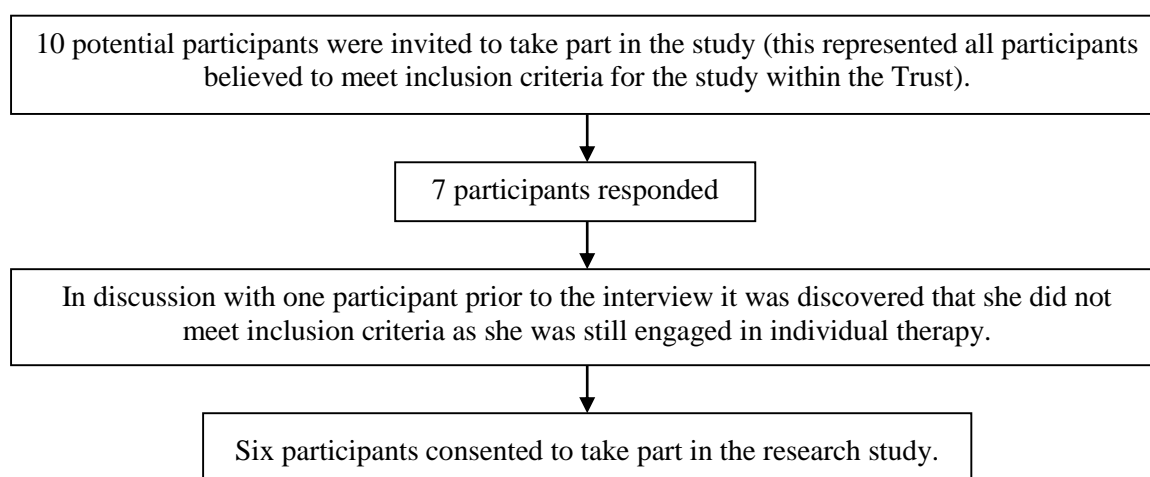 10 potential participants were invited to take part in the study (this represented all participants
believed to meet inclusion criteria for the study within the Trust).
7 participants responded
In discussion with one participant prior to the interview it was discovered that she did not
meet inclusion criteria as she was still engaged in individual therapy.
Six participants consented to take part in the research study.